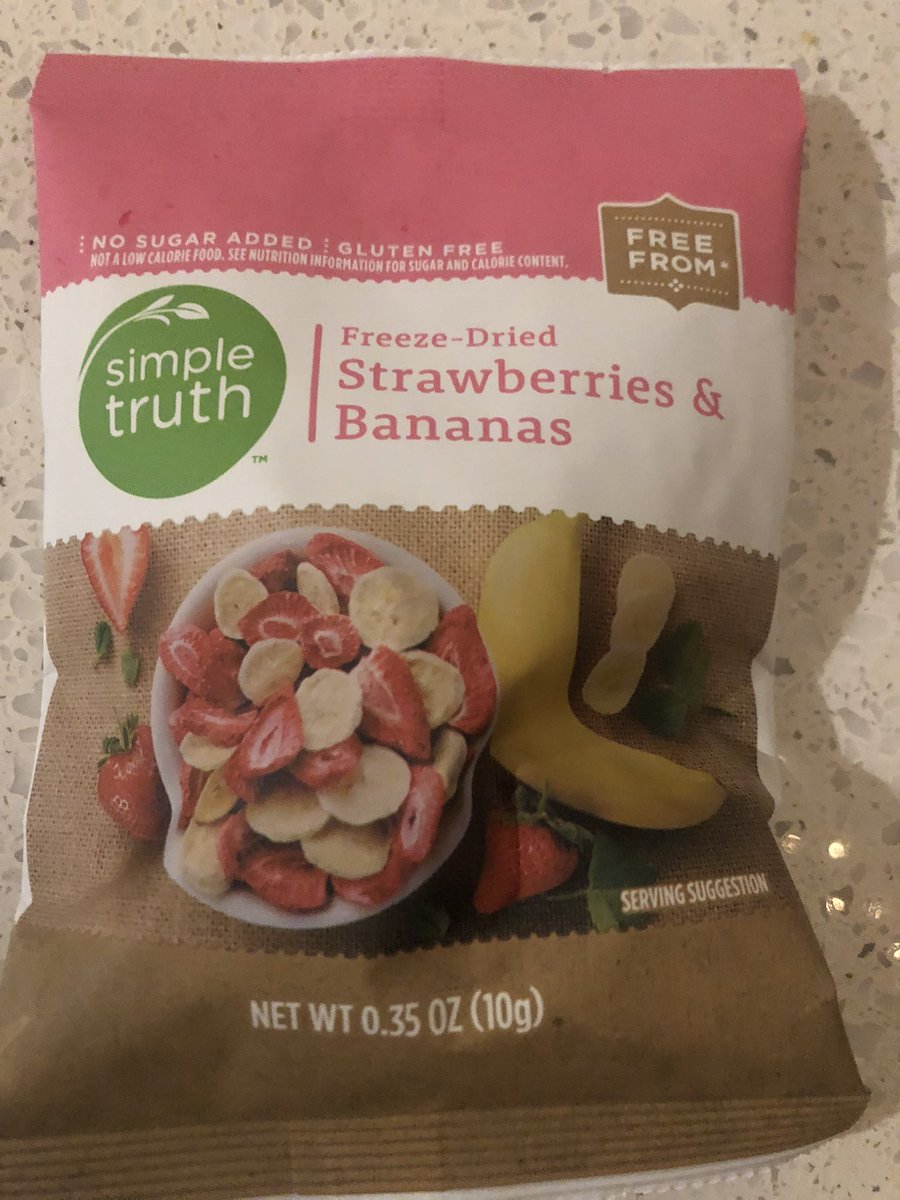 NO SUGAR ADDED GLUTEN FREE
NOT A LOW CALORIE FOOD. SEE NUTRITION INFORMATION FOR SUGAR AND CALORIE CONTENT.
FREE
FROM*
simple
truth
™
Freeze-Dried
Strawberries &
Bananas
SERVING SUGGESTION
NET WT 0.35 OZ (10g)